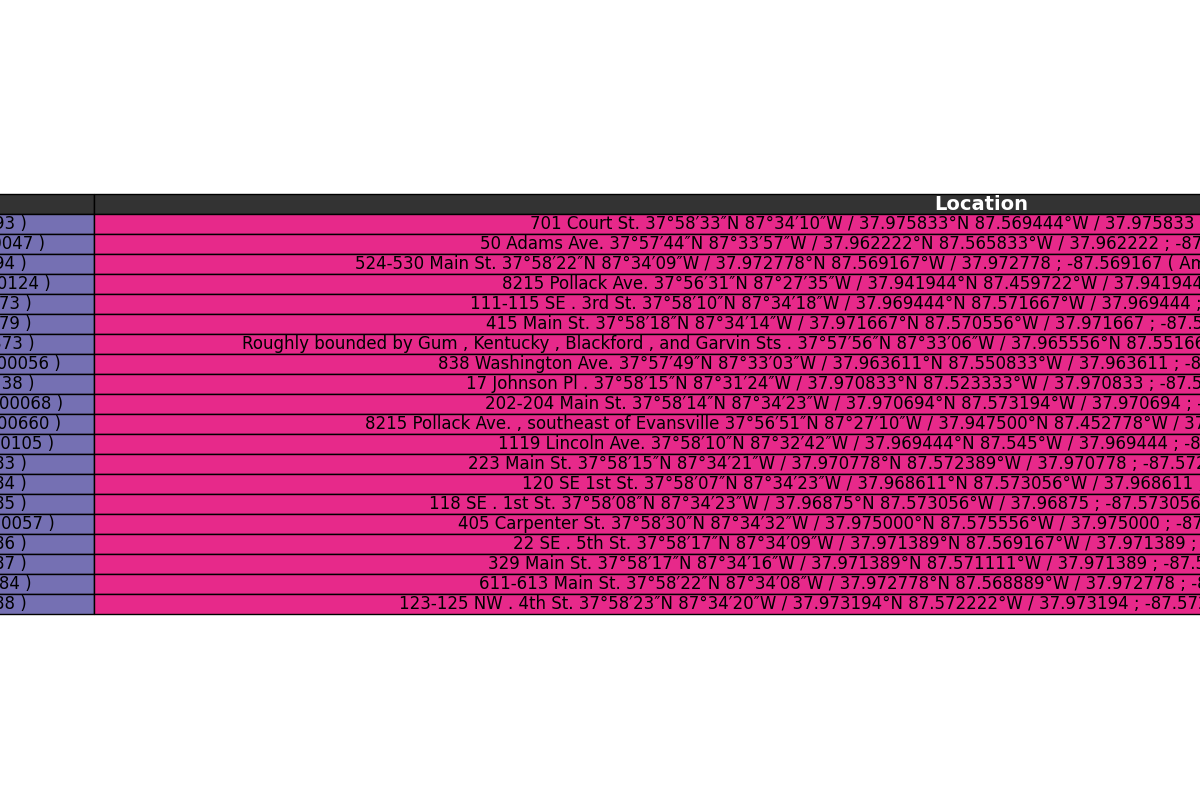 Location
93 ) 701 Court St. 37°58′33″N 87°34′10″W / 37.975833°N 87.569444°W / 37.975833
0047 ) 50 Adams Ave. 37°57′44″N 87°33′57″W / 37.962222°N 87.565833°W / 37.962222 ; -87
94 ) 524-530 Main St. 37°58′22″N 87°34′09″W / 37.972778°N 87.569167°W / 37.972778 ; -87.569167 ( Am
0124 ) 8215 Pollack Ave. 37°56′31″N 87°27′35″W / 37.941944°N 87.459722°W / 37.941944
73 ) 111-115 SE . 3rd St. 37°58′10″N 87°34′18″W / 37.969444°N 87.571667°W / 37.969444 ;
79 ) 415 Main St. 37°58′18″N 87°34′14″W / 37.971667°N 87.570556°W / 37.971667 ; -87.5
473 ) Roughly bounded by Gum , Kentucky , Blackford , and Garvin Sts . 37°57′56″N 87°33′06″W / 37.965556°N 87.55166
00056 ) 838 Washington Ave. 37°57′49″N 87°33′03″W / 37.963611°N 87.550833°W / 37.963611 ; -8
38 ) 17 Johnson Pl . 37°58′15″N 87°31′24″W / 37.970833°N 87.523333°W / 37.970833 ; -87.5
00068 ) 202-204 Main St. 37°58′14″N 87°34′23″W / 37.970694°N 87.573194°W / 37.970694 ; -
00660 ) 8215 Pollack Ave. , southeast of Evansville 37°56′51″N 87°27′10″W / 37.947500°N 87.452778°W / 37
0105 ) 1119 Lincoln Ave. 37°58′10″N 87°32′42″W / 37.969444°N 87.545°W / 37.969444 ; -8
83 ) 223 Main St. 37°58′15″N 87°34′21″W / 37.970778°N 87.572389°W / 37.970778 ; -87.572
84 ) 120 SE 1st St. 37°58′07″N 87°34′23″W / 37.968611°N 87.573056°W / 37.968611
85 ) 118 SE . 1st St. 37°58′08″N 87°34′23″W / 37.96875°N 87.573056°W / 37.96875 ; -87.573056
0057 ) 405 Carpenter St. 37°58′30″N 87°34′32″W / 37.975000°N 87.575556°W / 37.975000 ; -87
86 ) 22 SE . 5th St. 37°58′17″N 87°34′09″W / 37.971389°N 87.569167°W / 37.971389 ;
87 ) 329 Main St. 37°58′17″N 87°34′16″W / 37.971389°N 87.571111°W / 37.971389 ; -87.5
84 ) 611-613 Main St. 37°58′22″N 87°34′08″W / 37.972778°N 87.568889°W / 37.972778 ; -8
88 ) 123-125 NW . 4th St. 37°58′23″N 87°34′20″W / 37.973194°N 87.572222°W / 37.973194 ; -87.57